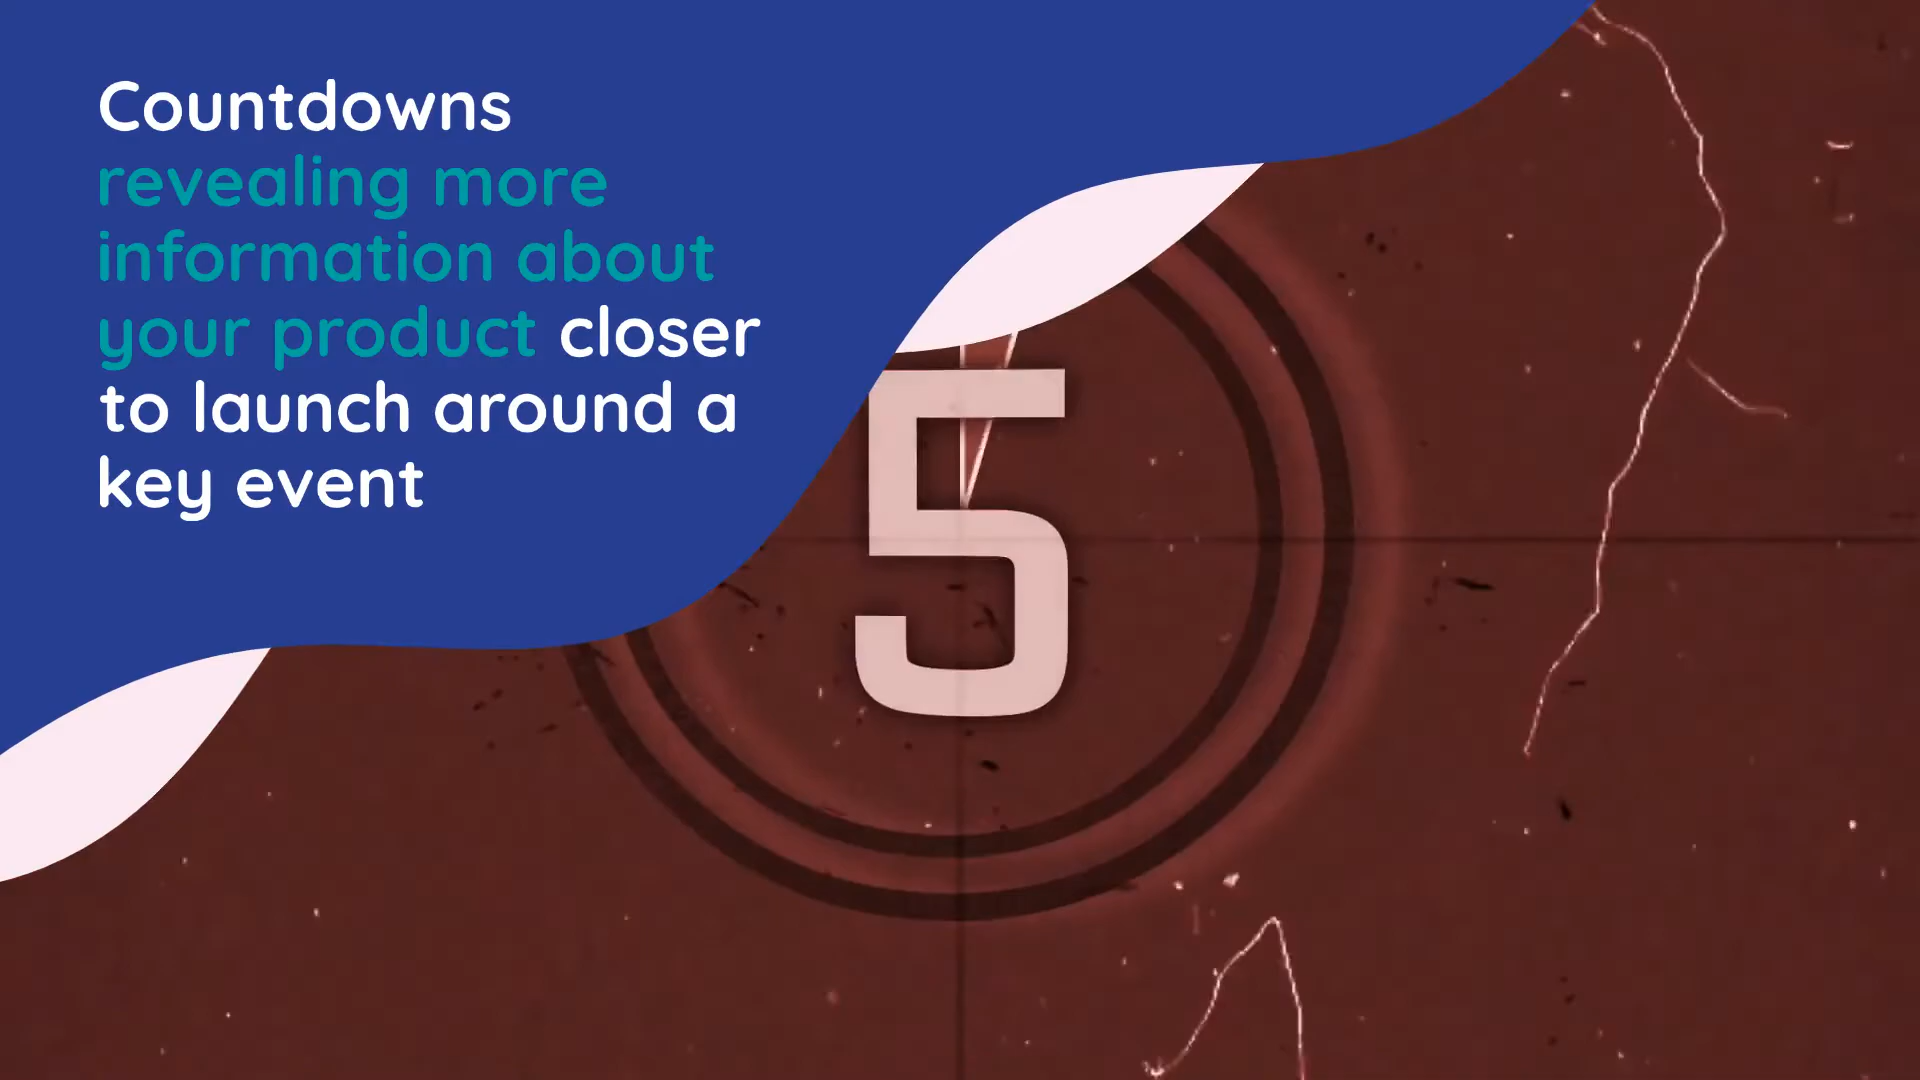 Countdowns
revealing more
information about
your product closer
to launch around a
key event
5